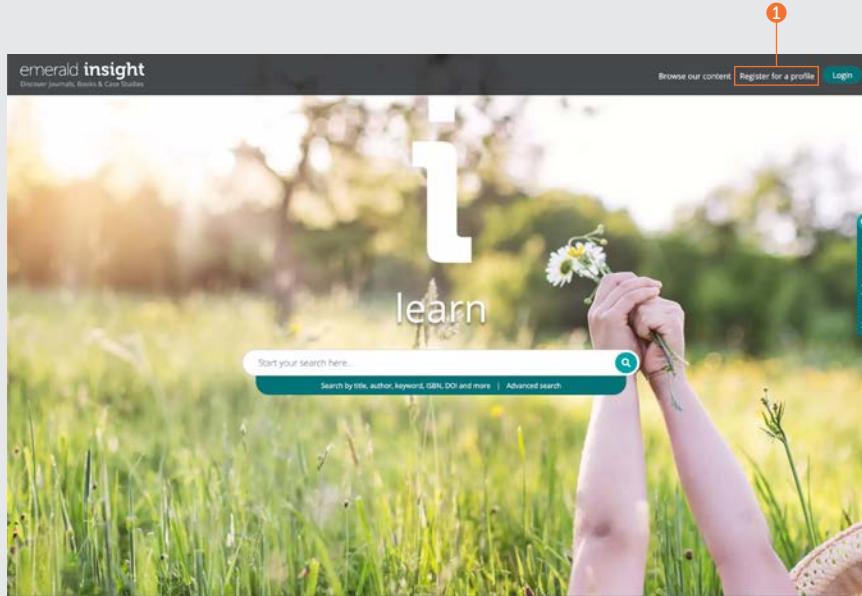 1
emerald insight
Discover Journals, Books & Case Studies
Browse our content Register for a profile Login
i
learn
Start your search here...
Search by title, author, keyword, ISBN, DOI and more | Advanced search